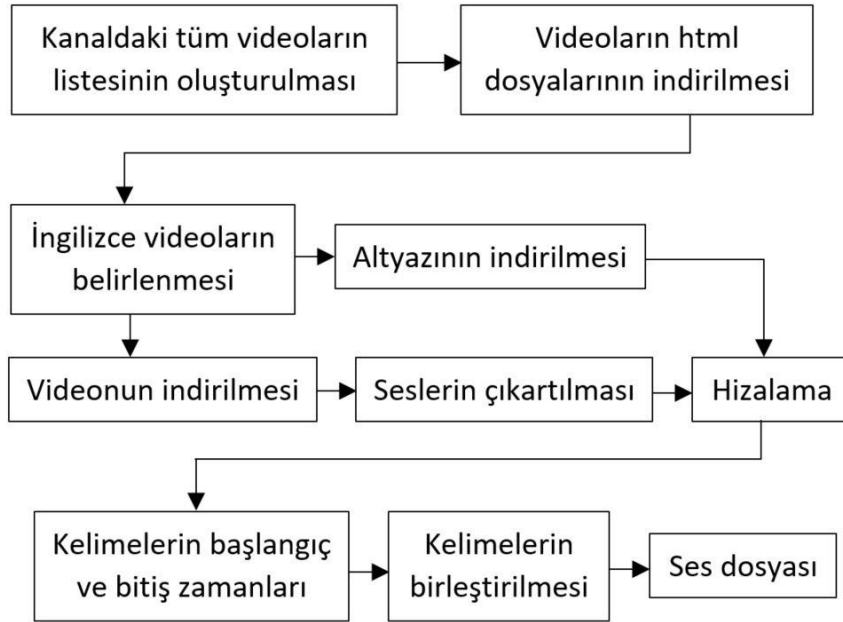 Kanaldaki tüm videoların
listesinin oluşturulması
Videoların html
dosyalarının indirilmesi
İngilizce videoların
belirlenmesi
Altyazının indirilmesi
Videonun indirilmesi
Seslerin çıkartılması
Hizalama
Kelimelerin başlangıç
ve bitiş zamanları
Kelimelerin
birleştirilmesi
Ses dosyası